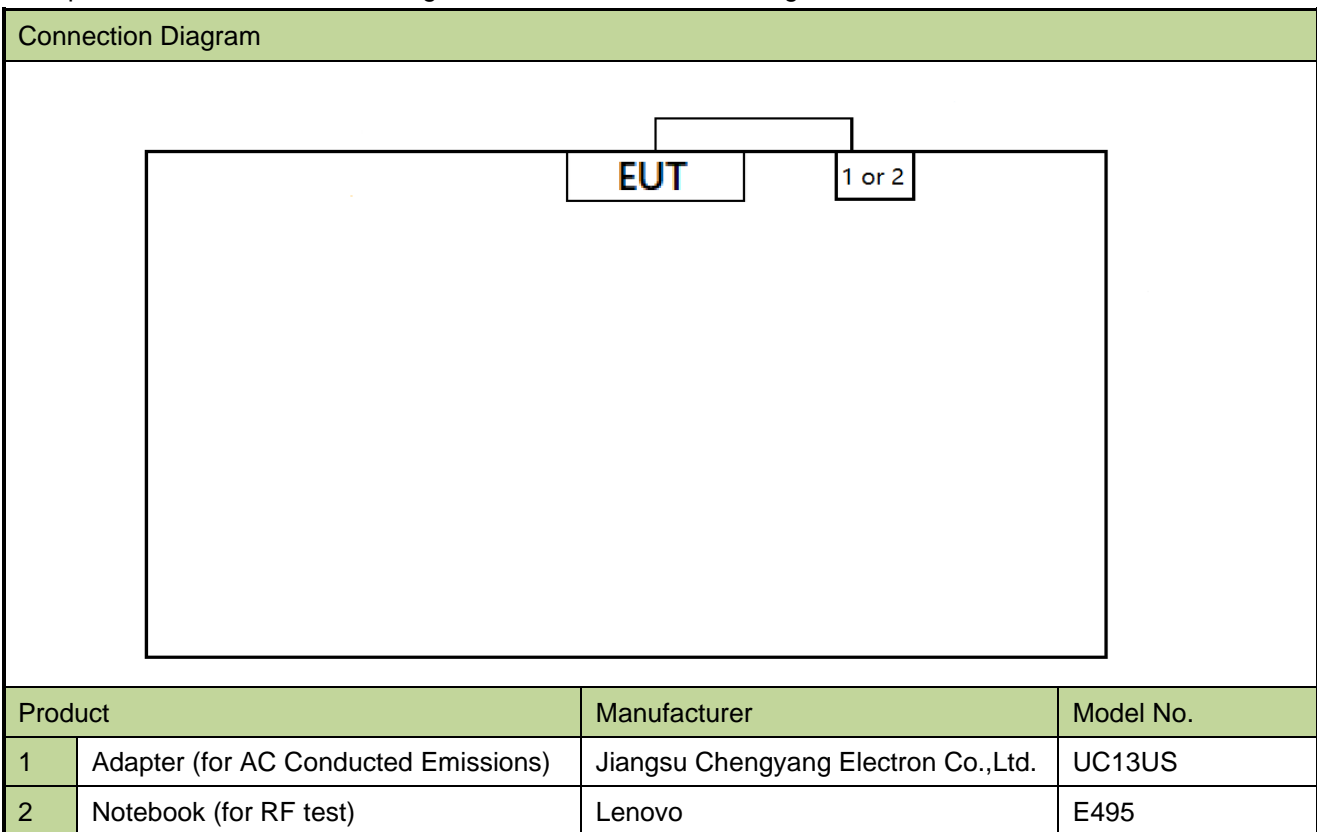 Connection Diagram
EUT
1 or 2
Product Manufacturer Model No.
1 Adapter (for AC Conducted Emissions) Jiangsu Chengyang Electron Co.,Ltd. UC13US
2 Notebook (for RF test) Lenovo E495